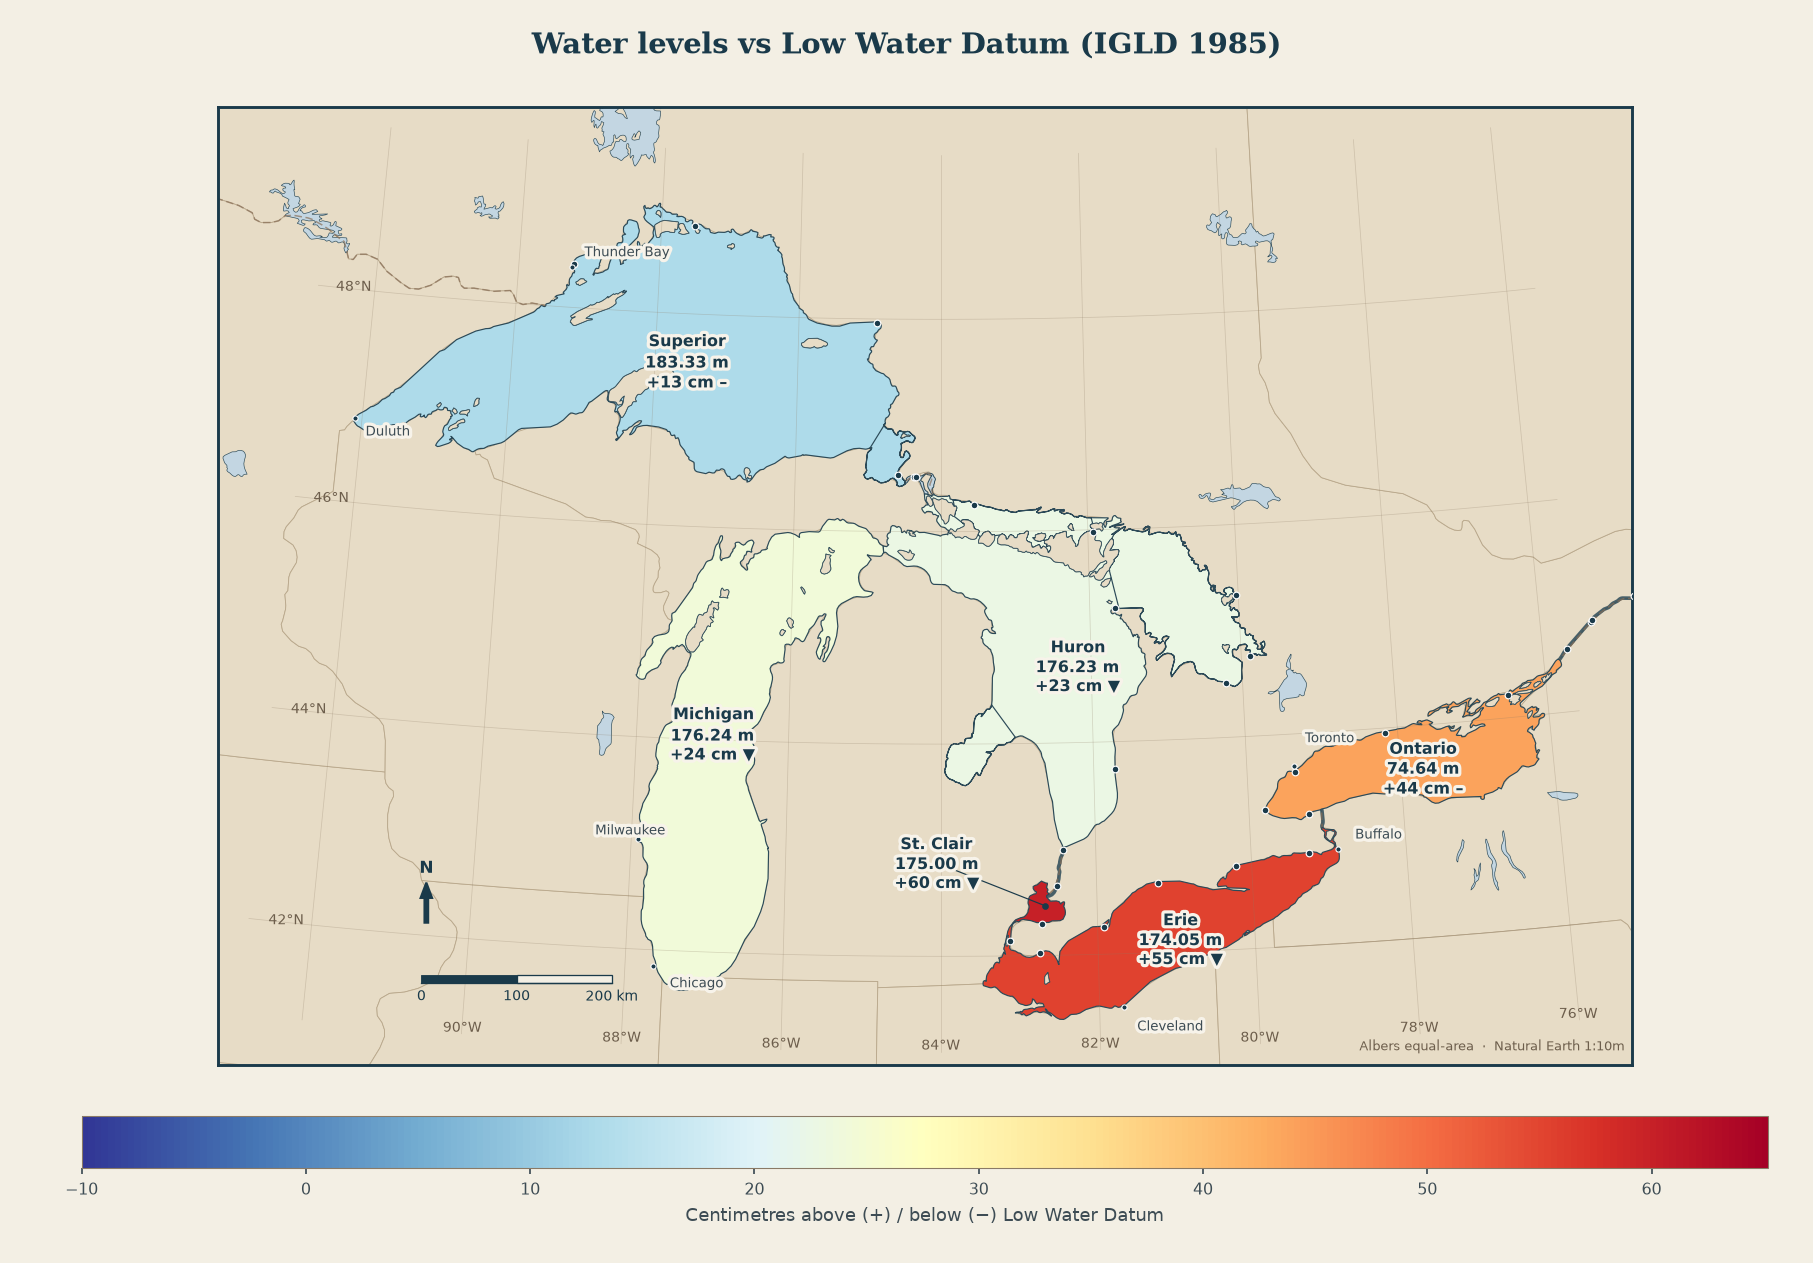 Water levels vs Low Water Datum (IGLD 1985)
Thunder Bay
48°N
Superior
183.33 m
+13 cm –
Duluth
46°N
Huron
176.23 m
+23 cm ▼
44°N
Michigan
176.24 m
+24 cm ▼
Toronto
Ontario
74.64 m
+44 cm –
Milwaukee
Buffalo
St. Clair
175.00 m
+60 cm ▼
N
42°N
Erie
174.05 m
+55 cm ▼
Chicago
0 100 200 km
Cleveland
90°W 88°W 86°W 84°W 82°W 80°W 78°W 76°W
Albers equal-area · Natural Earth 1:10m
−10 0 10 20 30 40 50 60
Centimetres above (+) / below (−) Low Water Datum